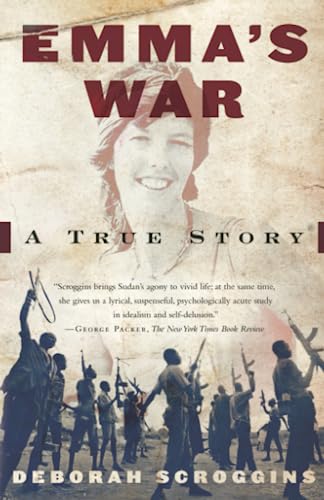 EMMA'S
WAR
A TRUE STORY
"Scroggins brings Sudan's agony to vivid life; at the same time,
she gives us a lyrical, suspenseful, psychologically acute study
in idealism and self-delusion."
—GEORGE PACKER, The New York Times Book Review
DEBORAH SCROGGINS